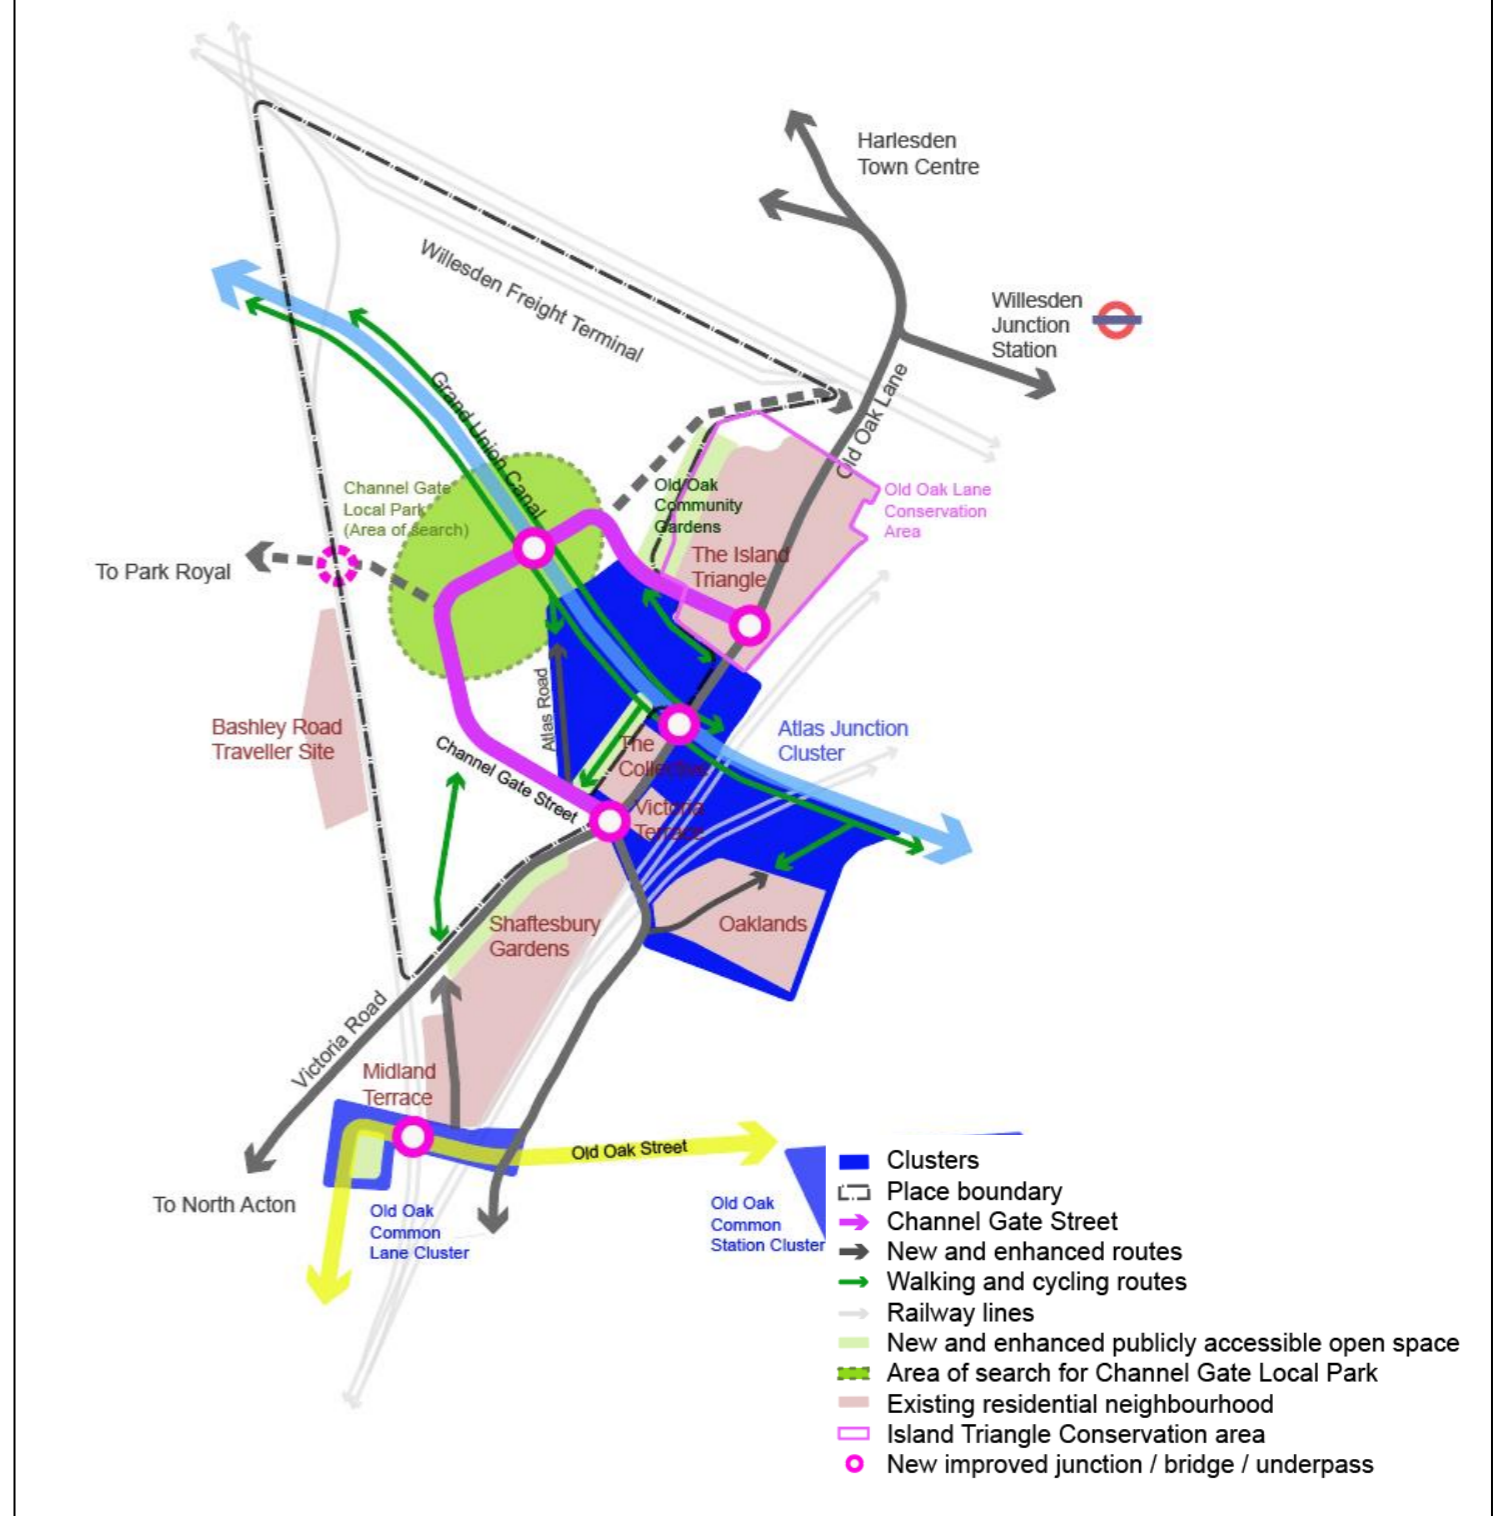 Harlesden
Town Centre
Willesden Freight Terminal
Willesden
Junction
Station
Old Oak Lane
Grand Union Canal
Channel Gate
Local Park
(Area of search)
Old Oak
Community
Gardens
Old Oak Lane
Conservation
Area
The Island
Triangle
To Park Royal
Atlas Road
Bashley Road
Traveller Site
Channel Gate Street
The
Collective
Atlas Junction
Cluster
Victoria
Terrace
Shaftesbury
Gardens
Oaklands
Victoria Road
Midland
Terrace
Old Oak Street
To North Acton
Old Oak
Common
Lane Cluster
Old Oak
Common
Station Cluster
Clusters
Place boundary
Channel Gate Street
New and enhanced routes
Walking and cycling routes
Railway lines
New and enhanced publicly accessible open space
Area of search for Channel Gate Local Park
Existing residential neighbourhood
Island Triangle Conservation area
New improved junction / bridge / underpass